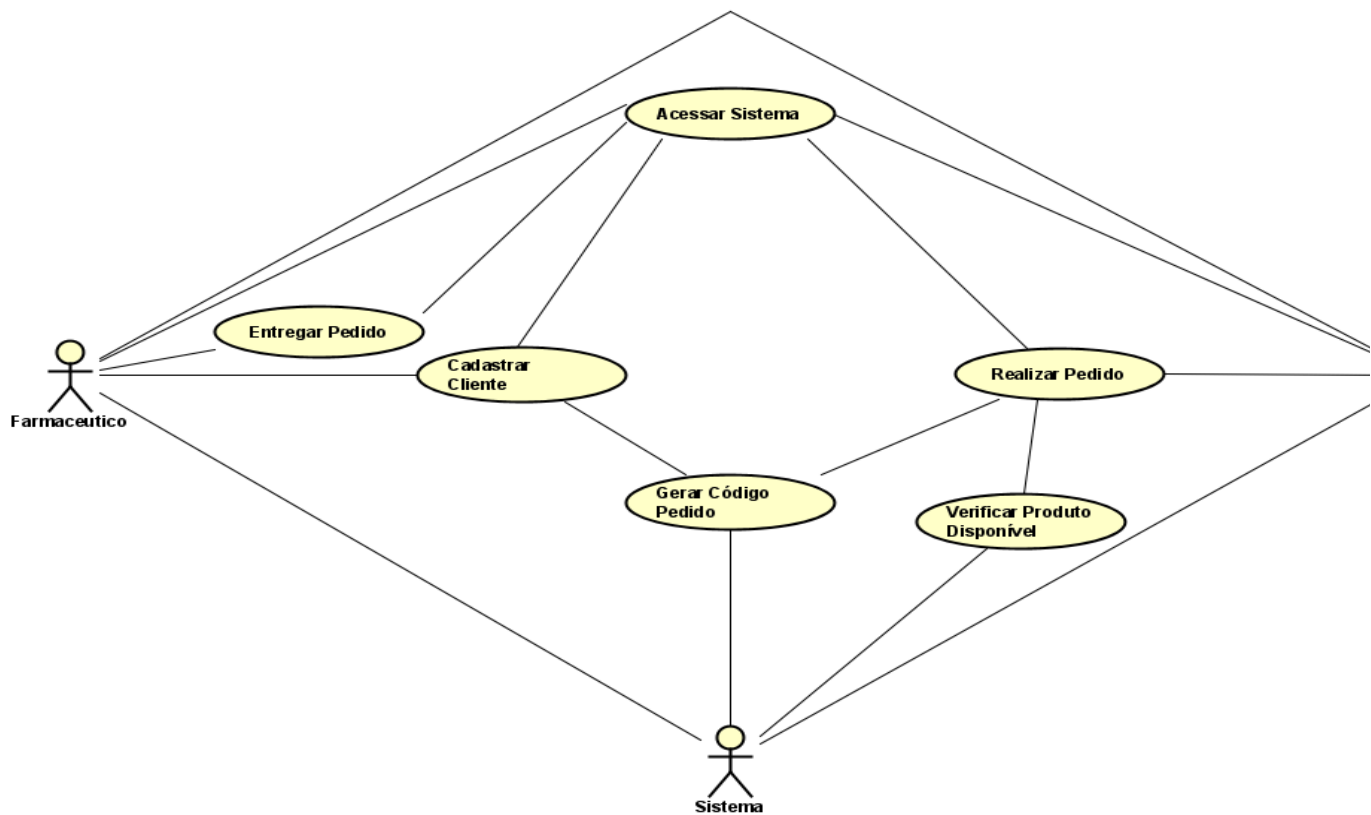 Acessar Sistema
Entregar Pedido
Cadastrar
Cliente
Realizar Pedido
Farmaceutico
Gerar Código
Pedido
Verificar Produto
Disponível
Sistema